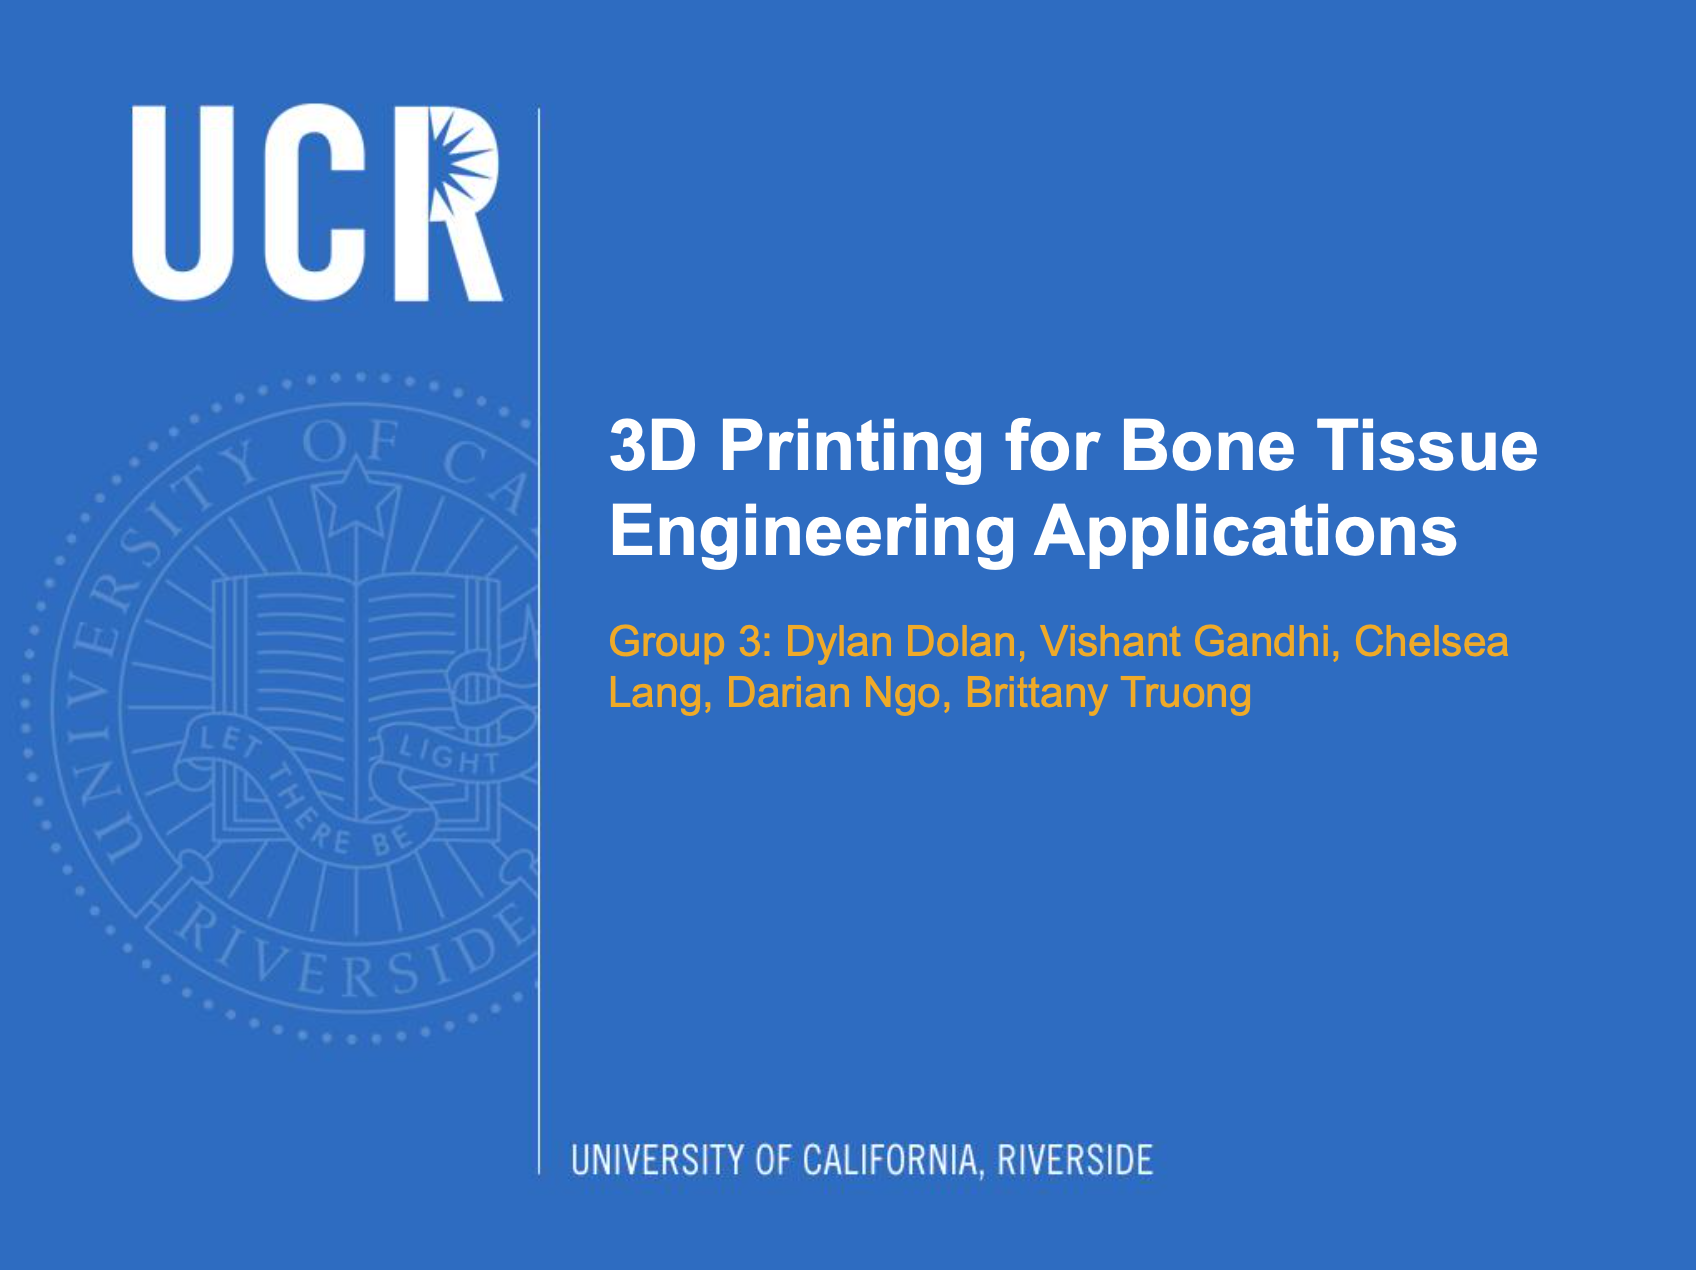 UCR
UNIVERSITY OF CA
LET THERE BE LIGHT
RIVERSIDE
3D Printing for Bone Tissue
Engineering Applications
Group 3: Dylan Dolan, Vishant Gandhi, Chelsea
Lang, Darian Ngo, Brittany Truong
UNIVERSITY OF CALIFORNIA, RIVERSIDE